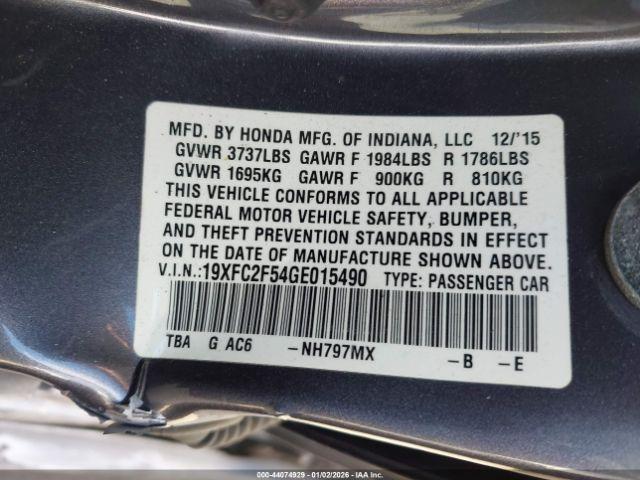 MFD. BY HONDA MFG. OF INDIANA, LLC 12/'15
GVWR 3737LBS GAWR F 1984LBS R 1786LBS
GVWR 1695KG GAWR F 900KG R 810KG
THIS VEHICLE CONFORMS TO ALL APPLICABLE
FEDERAL MOTOR VEHICLE SAFETY, BUMPER,
AND THEFT PREVENTION STANDARDS IN EFFECT
ON THE DATE OF MANUFACTURE SHOWN ABOVE.
V.I.N.:19XFC2F54GE015490 TYPE: PASSENGER CAR
TBA G AC6 -NH797MX -B -E
000-44074929 - 01/02/2026 - IAA, Inc.